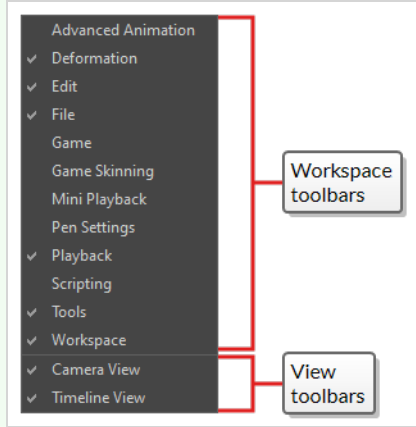 Advanced Animation
Deformation
Edit
File
Game
Game Skinning
Mini Playback
Pen Settings
Playback
Scripting
Tools
Workspace
Camera View
Timeline View
Workspace
toolbars
View
toolbars